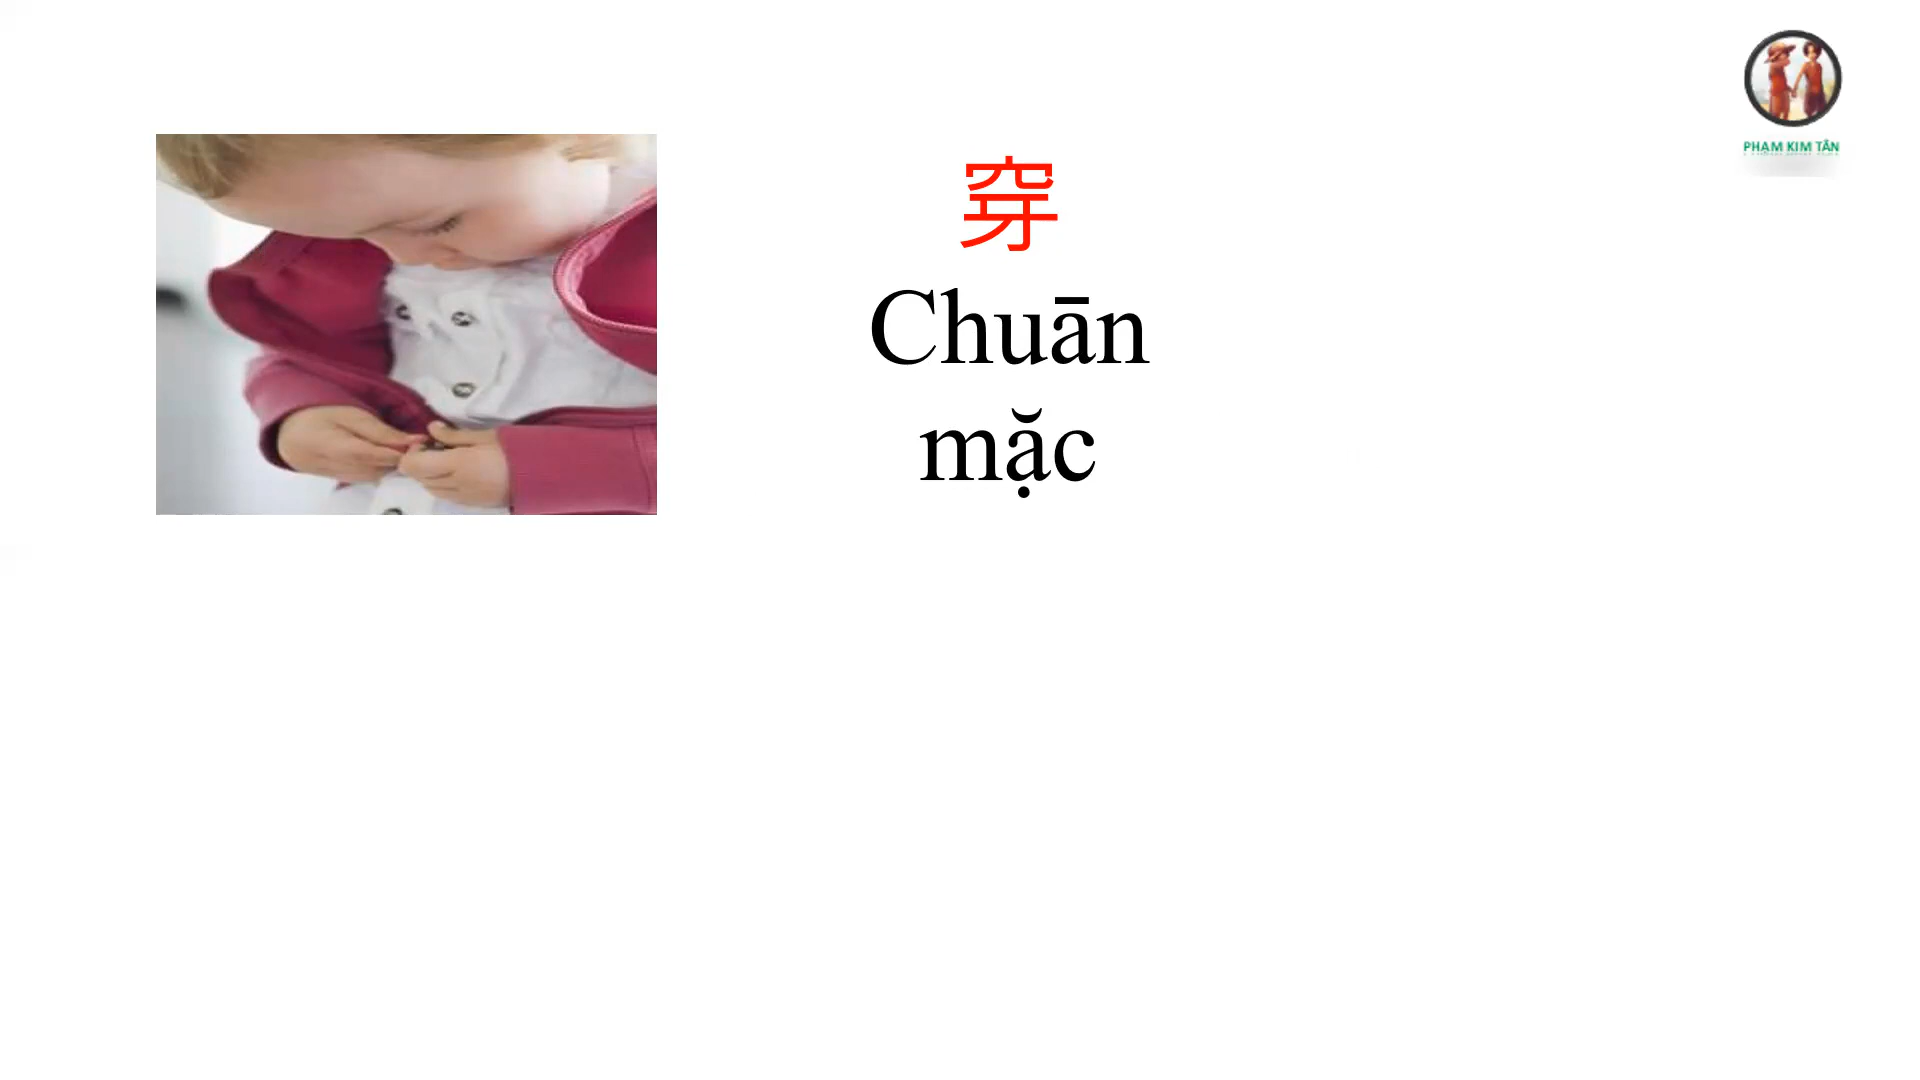 PHẠM KIM TÂN
穿
Chuān
mặc